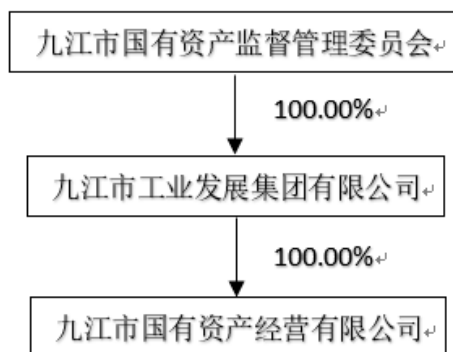 九江市国有资产监督管理委员会
100.00%
九江市工业发展集团有限公司
100.00%
九江市国有资产经营有限公司